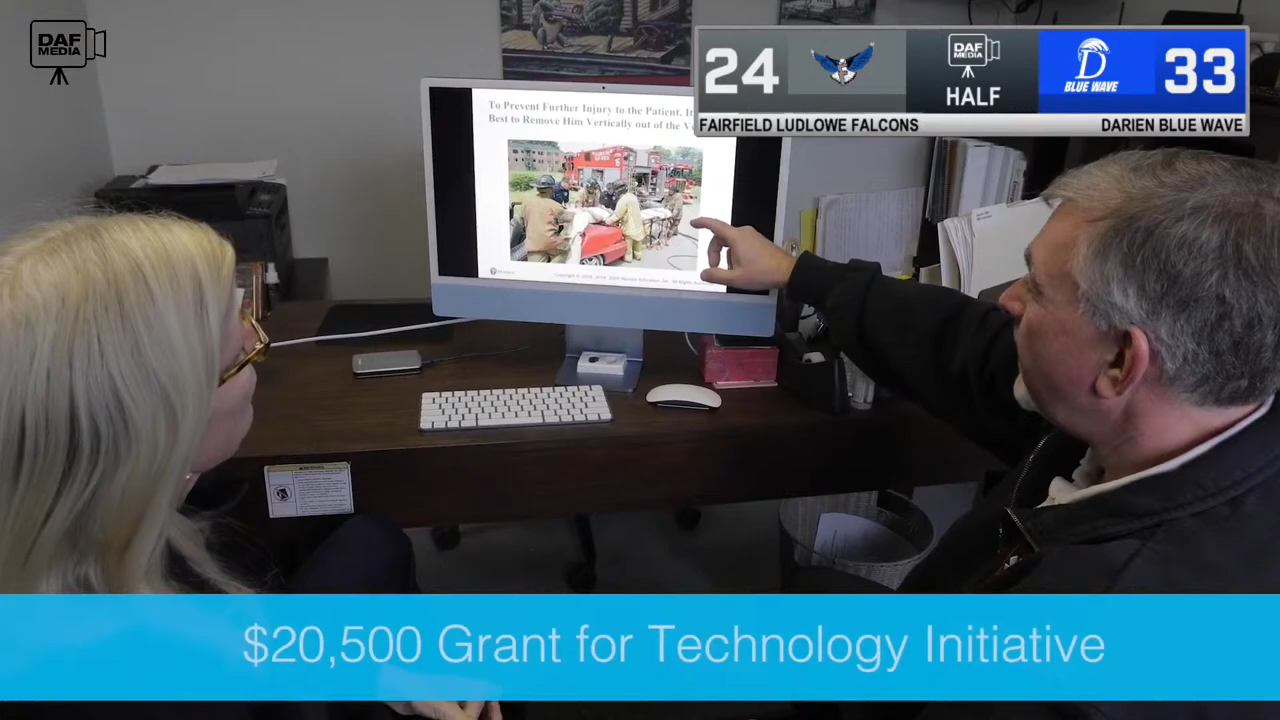 DAF
MEDIA
24
DAF
MEDIA
HALF
D
BLUE WAVE
33
FAIRFIELD LUDLOWE FALCONS
DARIEN BLUE WAVE
To Prevent Further Injury to the Patient, It
Best to Remove Him Vertically out of the
$20,500 Grant for Technology Initiative